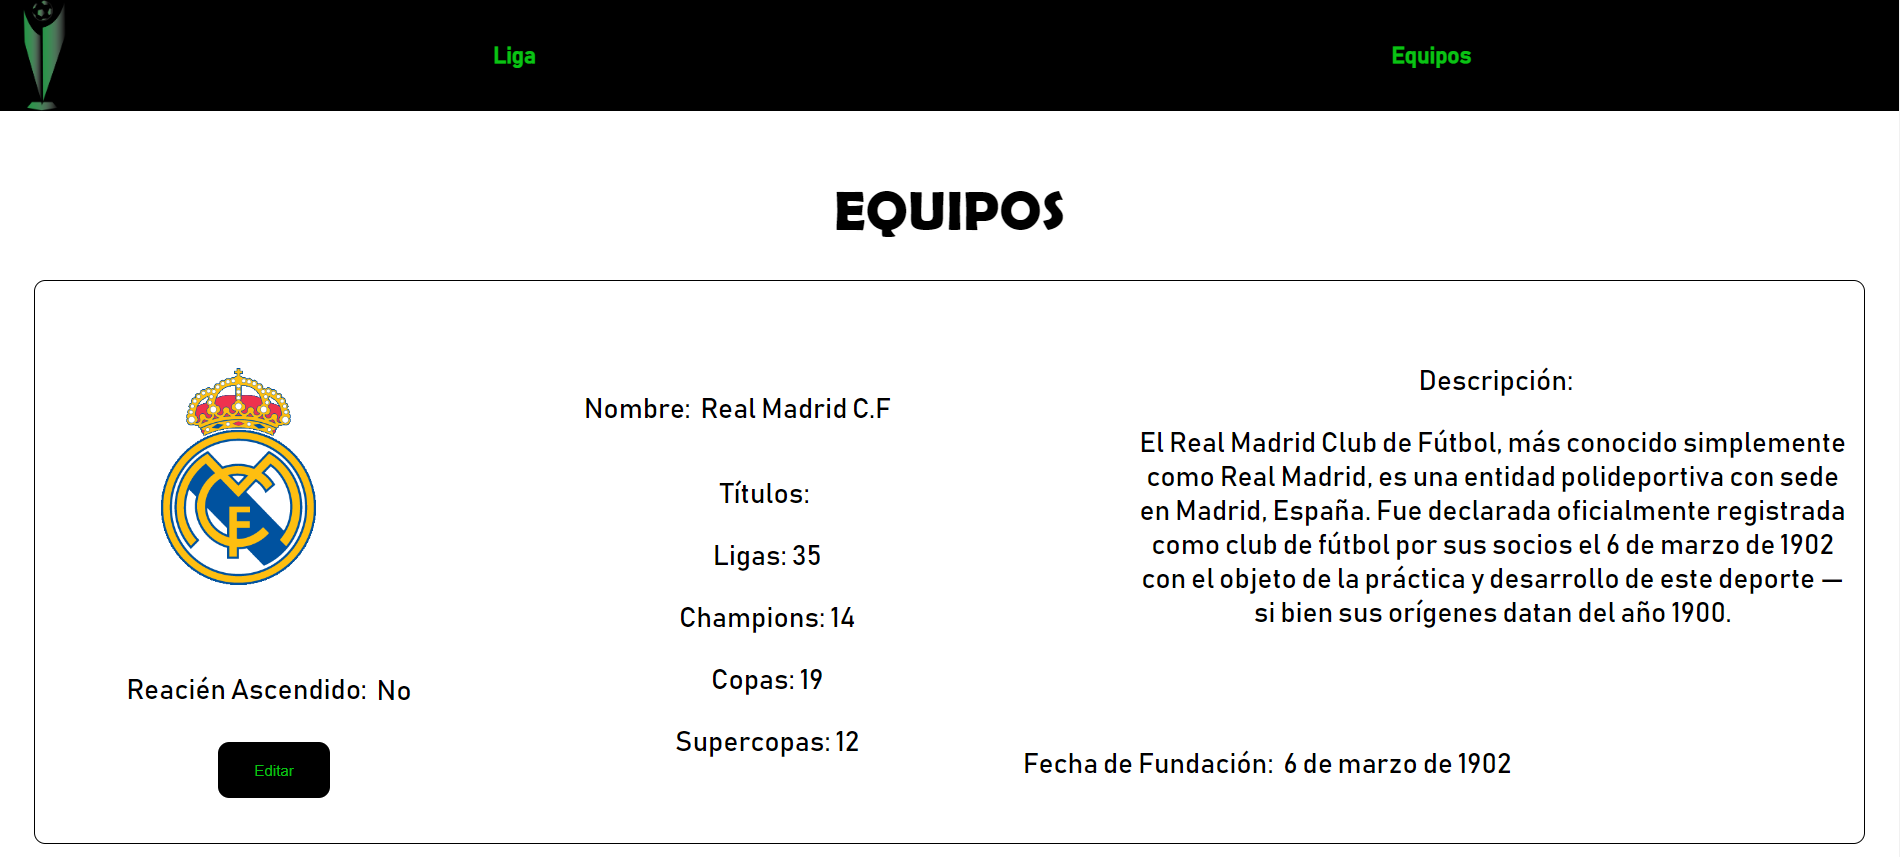 Liga
Equipos
EQUIPOS
Reacién Ascendido: No
Editar
Nombre: Real Madrid C.F
Títulos:
Ligas: 35
Champions: 14
Copas: 19
Supercopas: 12
Descripción:
El Real Madrid Club de Fútbol, más conocido simplemente
como Real Madrid, es una entidad polideportiva con sede
en Madrid, España. Fue declarada oficialmente registrada
como club de fútbol por sus socios el 6 de marzo de 1902
con el objeto de la práctica y desarrollo de este deporte —
si bien sus orígenes datan del año 1900.
Fecha de Fundación: 6 de marzo de 1902